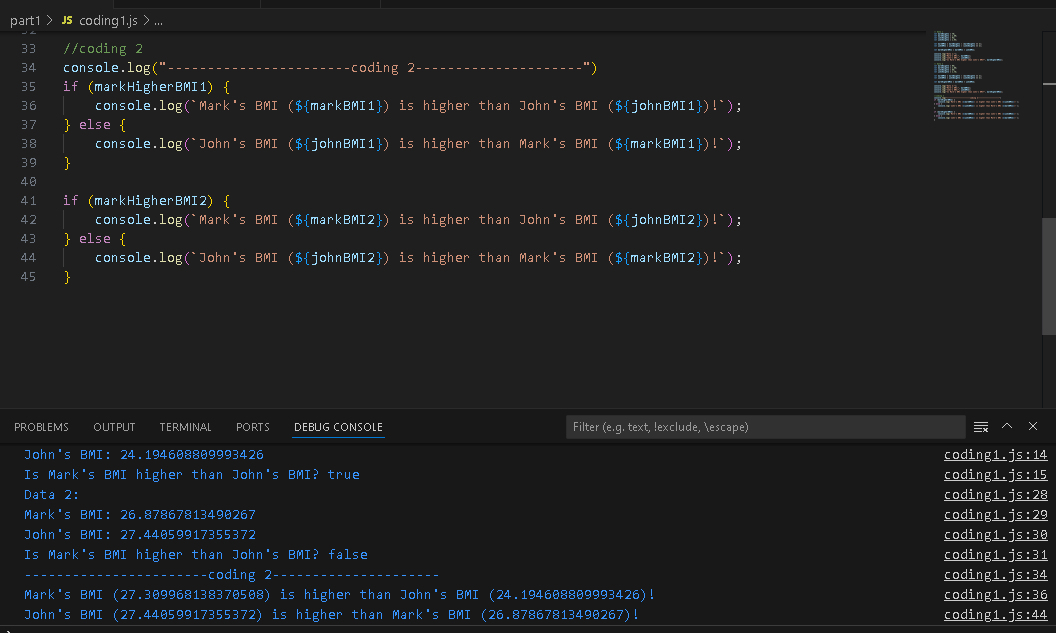 part1 > JS coding1.js > ...
32
33 //coding 2
34 console.log("-----------------------coding 2---------------------")
35 if (markHigherBMI1) {
36     console.log(`Mark's BMI (${markBMI1}) is higher than John's BMI (${johnBMI1})!`);
37 } else {
38     console.log(`John's BMI (${johnBMI1}) is higher than Mark's BMI (${markBMI1})!`);
39 }
40
41 if (markHigherBMI2) {
42     console.log(`Mark's BMI (${markBMI2}) is higher than John's BMI (${johnBMI2})!`);
43 } else {
44     console.log(`John's BMI (${johnBMI2}) is higher than Mark's BMI (${markBMI2})!`);
45 }
PROBLEMS OUTPUT TERMINAL PORTS DEBUG CONSOLE Filter (e.g. text, !exclude, \escape)
John's BMI: 24.194608809993426 coding1.js:14
Is Mark's BMI higher than John's BMI? true coding1.js:15
Data 2: coding1.js:28
Mark's BMI: 26.87867813490267 coding1.js:29
John's BMI: 27.44059917355372 coding1.js:30
Is Mark's BMI higher than John's BMI? false coding1.js:31
-----------------------coding 2--------------------- coding1.js:34
Mark's BMI (27.309968138370508) is higher than John's BMI (24.194608809993426)! coding1.js:36
John's BMI (27.44059917355372) is higher than Mark's BMI (26.87867813490267)! coding1.js:44